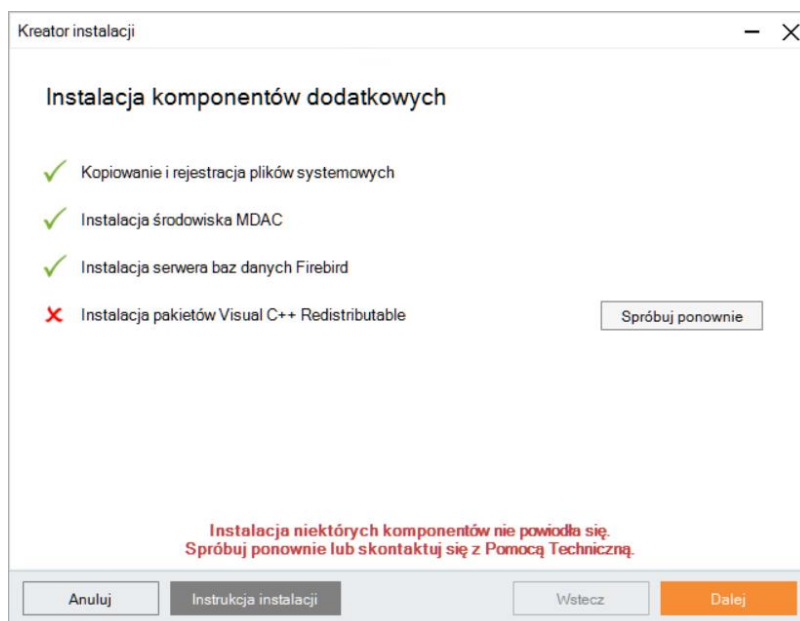 Kreator instalacji
Instalacja komponentów dodatkowych
Kopiowanie i rejestracja plików systemowych
Instalacja środowiska MDAC
Instalacja serwera baz danych Firebird
Instalacja pakietów Visual C++ Redistributable
Spróbuj ponownie
Instalacja niektórych komponentów nie powiodła się.
Spróbuj ponownie lub skontaktuj się z Pomocą Techniczną.
Anuluj
Instrukcja instalacji
Wstecz
Dalej